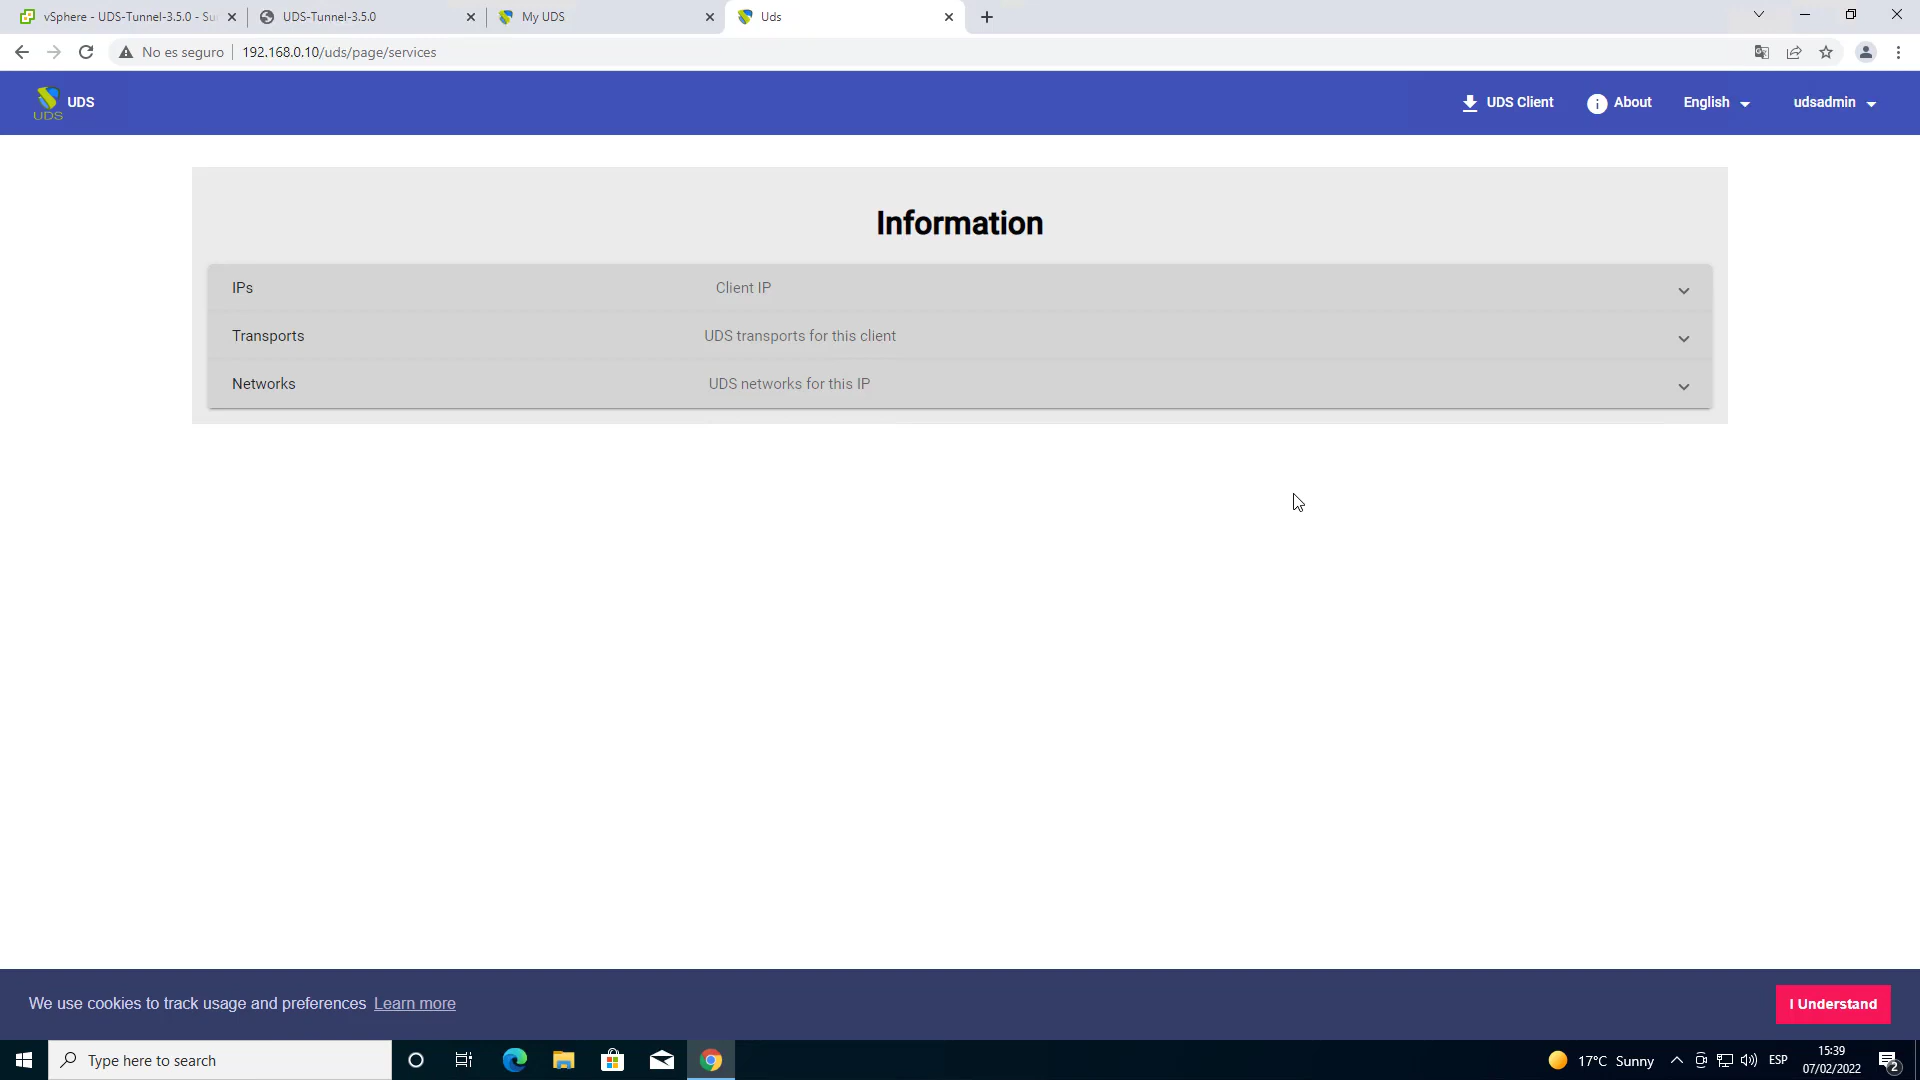 vSphere - UDS-Tunnel-3.5.0 - Su
UDS-Tunnel-3.5.0
My UDS
Uds
No es seguro
192.168.0.10/uds/page/services
UDS
UDS
UDS Client
About
English
udsadmin
Information
IPs
Client IP
Transports
UDS transports for this client
Networks
UDS networks for this IP
We use cookies to track usage and preferences Learn more
I Understand
Type here to search
17°C Sunny
ESP
15:39
07/02/2022
2